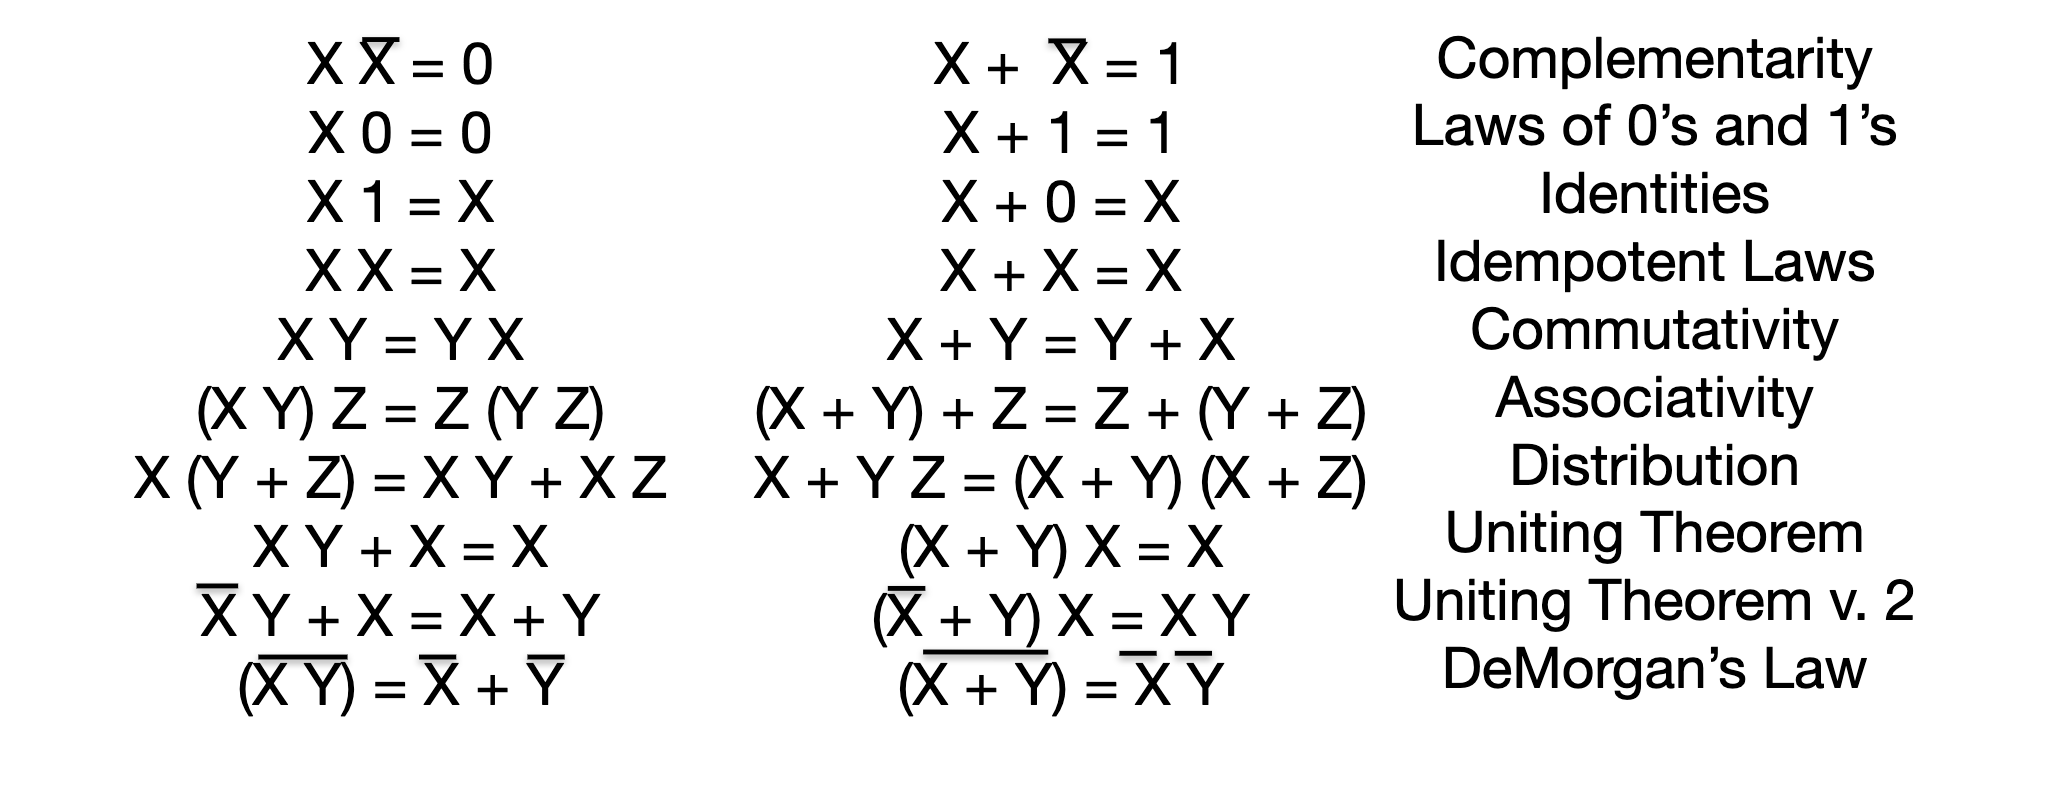 X X̅ = 0 X + X̅ = 1 Complementarity
X 0 = 0 X + 1 = 1 Laws of 0’s and 1’s
X 1 = X X + 0 = X Identities
X X = X X + X = X Idempotent Laws
X Y = Y X X + Y = Y + X Commutativity
(X Y) Z = Z (Y Z) (X + Y) + Z = Z + (Y + Z) Associativity
X (Y + Z) = X Y + X Z X + Y Z = (X + Y) (X + Z) Distribution
X Y + X = X (X + Y) X = X Uniting Theorem
X̅ Y + X = X + Y (X̅ + Y) X = X Y Uniting Theorem v. 2
(X̅ ̅Y̅) = X̅ + Y̅ (X̅ ̅+̅ ̅Y̅) = X̅ Y̅ DeMorgan’s Law